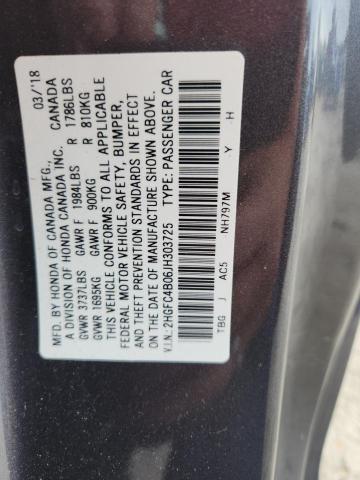 MFD. BY HONDA OF CANADA MFG., 03/18
A DIVISION OF HONDA CANADA INC. CANADA
GVWR 3737LBS GAWR F 1984LBS R 1786LBS
GVWR 1695KG GAWR F 900KG R 810KG
THIS VEHICLE CONFORMS TO ALL APPLICABLE
FEDERAL MOTOR VEHICLE SAFETY, BUMPER,
AND THEFT PREVENTION STANDARDS IN EFFECT
ON THE DATE OF MANUFACTURE SHOWN ABOVE.
V.I.N.: 2HGFC4B06JH303725 TYPE: PASSENGER CAR
TBG J AC5 NH797M Y H